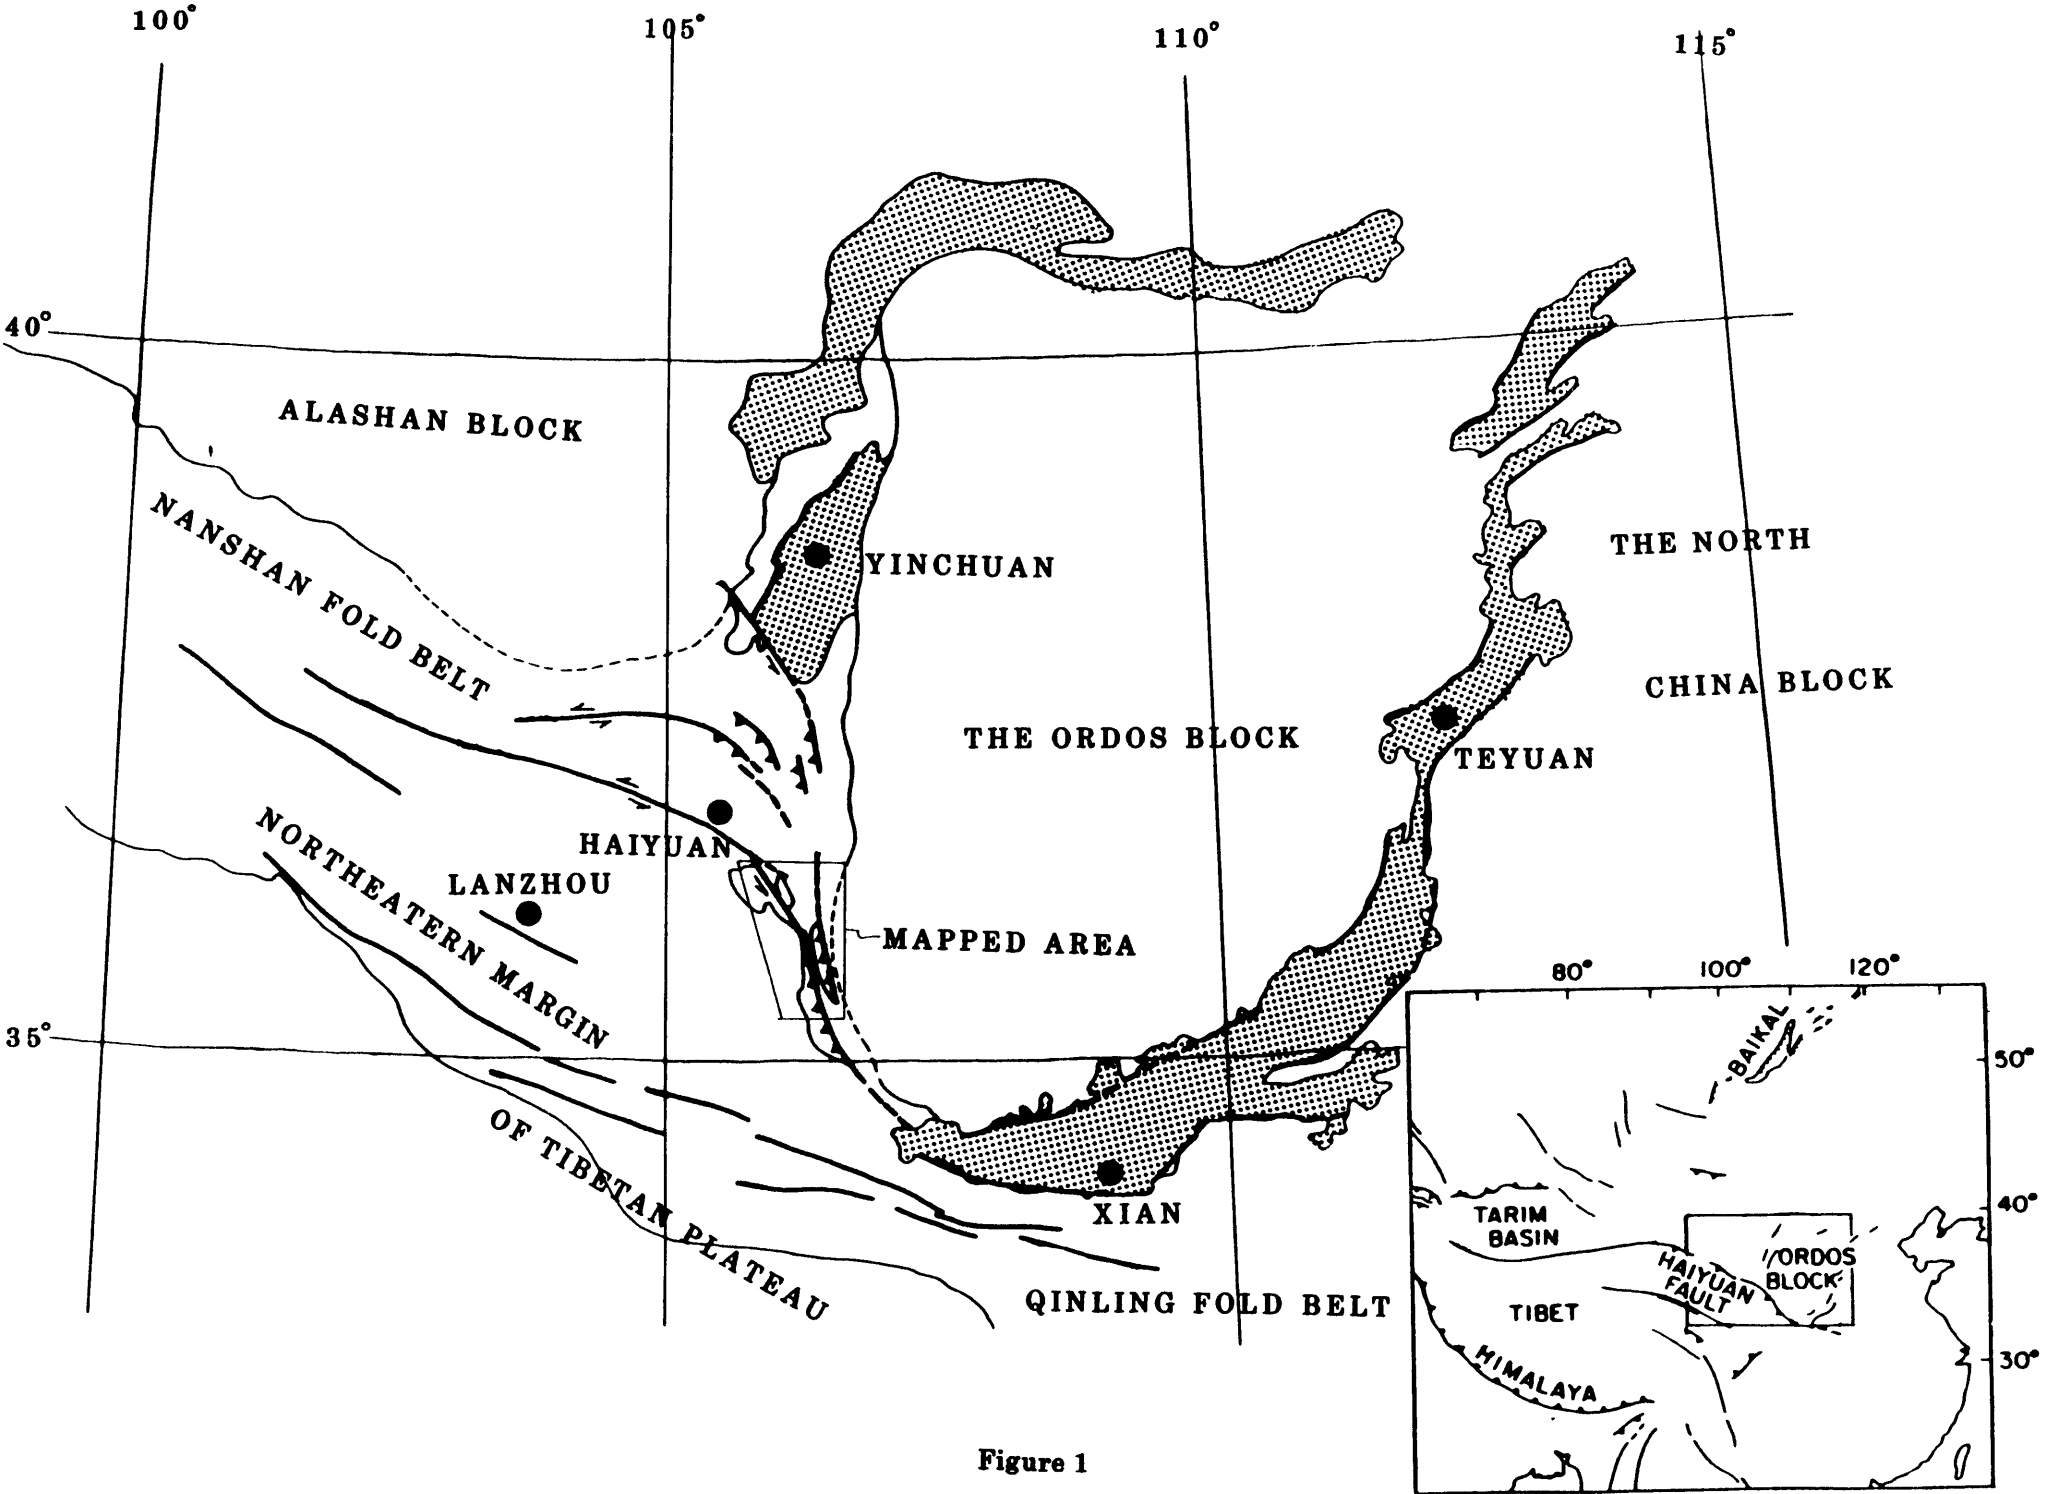 100°
105°
110°
115°
40°
ALASHAN BLOCK
NANSHAN FOLD BELT
YINCHUAN
THE NORTH
CHINA BLOCK
THE ORDOS BLOCK
TEYUAN
HAIYUAN
LANZHOU
NORTHEATERN MARGIN
MAPPED AREA
35°
OF TIBETAN PLATEAU
XIAN
QINLING FOLD BELT
80°
100°
120°
BAIKAL
50°
40°
TARIM
BASIN
ORDOS
BLOCK
HAIYUAN
FAULT
TIBET
30°
HIMALAYA
Figure 1